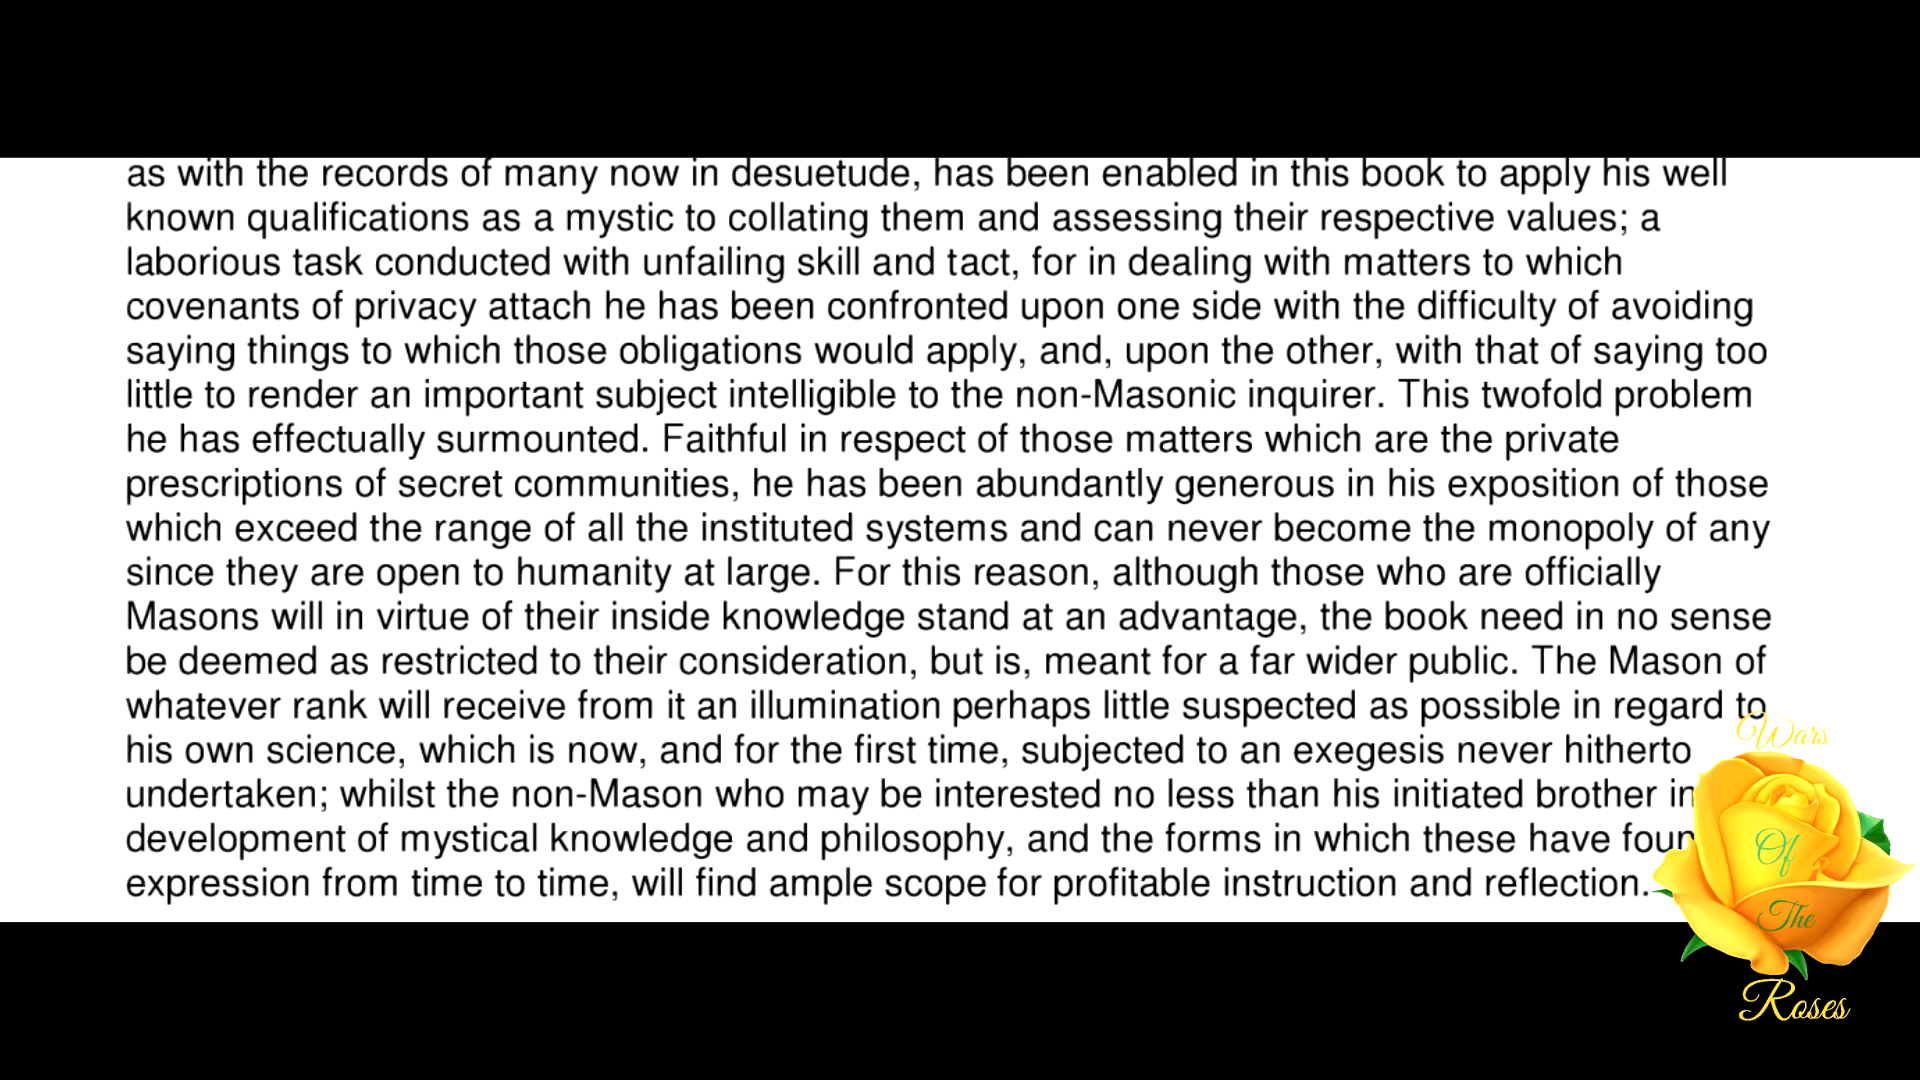 as with the records of many now in desuetude, has been enabled in this book to apply his well
known qualifications as a mystic to collating them and assessing their respective values; a
laborious task conducted with unfailing skill and tact, for in dealing with matters to which
covenants of privacy attach he has been confronted upon one side with the difficulty of avoiding
saying things to which those obligations would apply, and, upon the other, with that of saying too
little to render an important subject intelligible to the non-Masonic inquirer. This twofold problem
he has effectually surmounted. Faithful in respect of those matters which are the private
prescriptions of secret communities, he has been abundantly generous in his exposition of those
which exceed the range of all the instituted systems and can never become the monopoly of any
since they are open to humanity at large. For this reason, although those who are officially
Masons will in virtue of their inside knowledge stand at an advantage, the book need in no sense
be deemed as restricted to their consideration, but is, meant for a far wider public. The Mason of
whatever rank will receive from it an illumination perhaps little suspected as possible in regard to
his own science, which is now, and for the first time, subjected to an exegesis never hitherto
undertaken; whilst the non-Mason who may be interested no less than his initiated brother in
development of mystical knowledge and philosophy, and the forms in which these have
expression from time to time, will find ample scope for profitable instruction and reflection.
Wars
Of
The
Roses